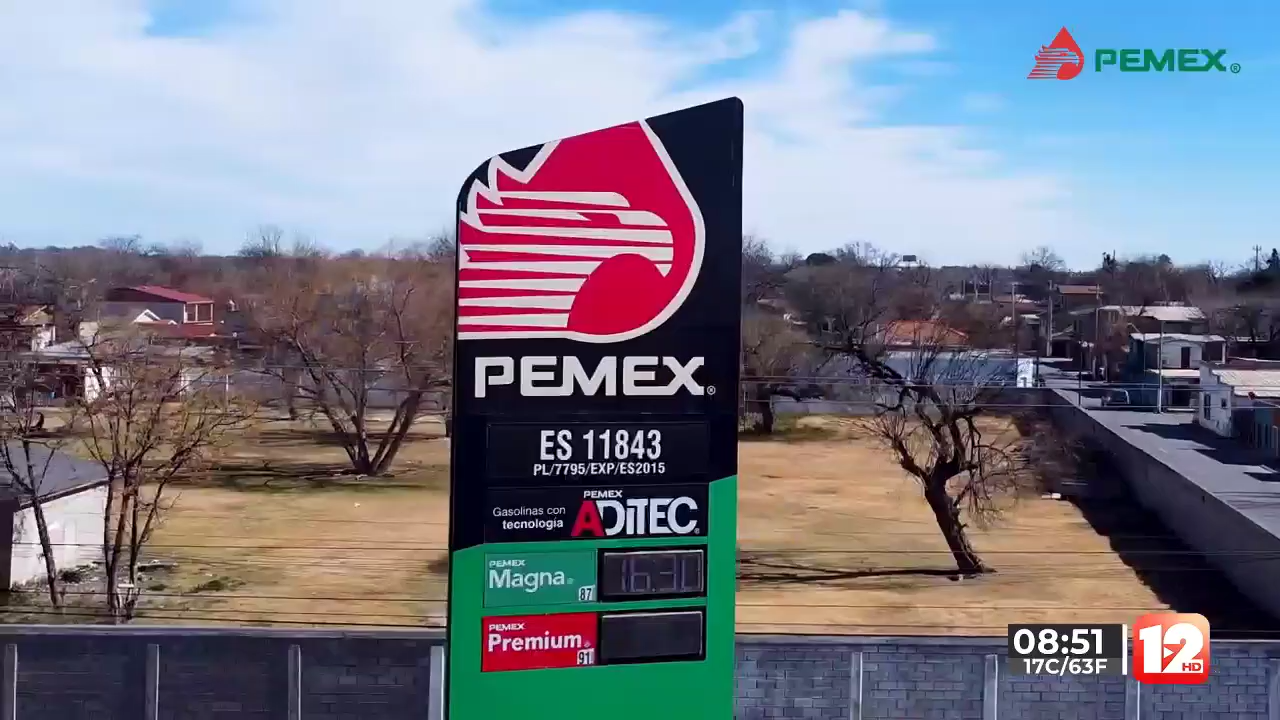 PEMEX®
PEMEX®
ES 11843
PL/7795/EXP/ES2015
Gasolinas con tecnología
PEMEX
ADITEC®
PEMEX
Magna®
87
16.30
PEMEX
Premium®
91
08:51
17C/63F
12
HD